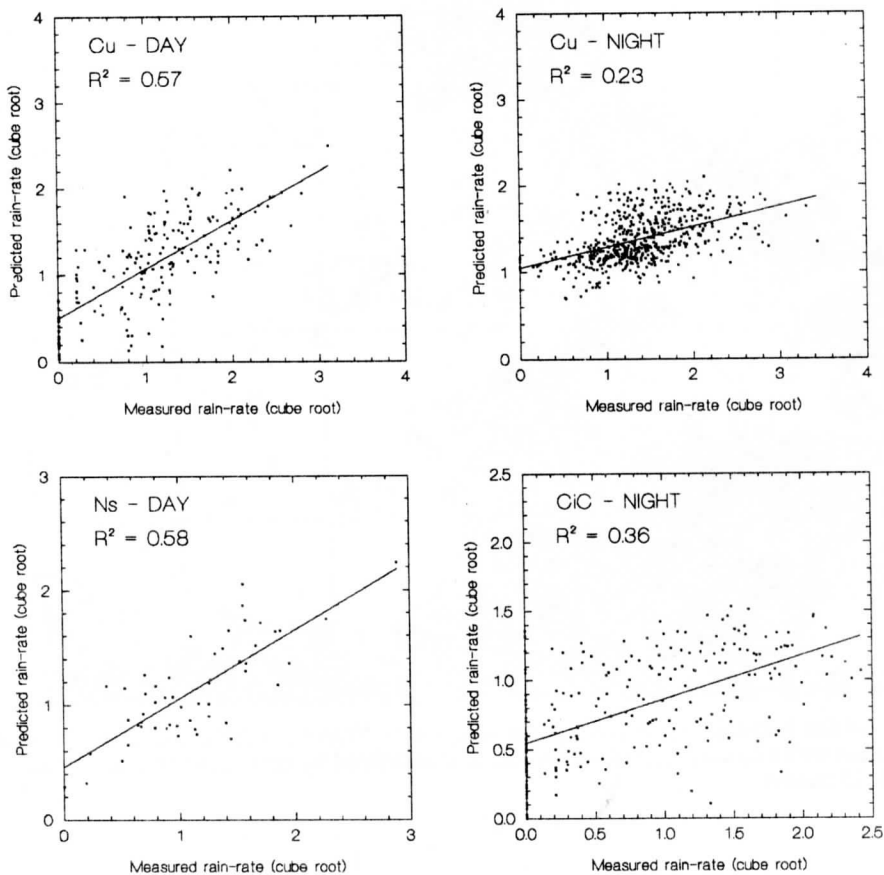 Cu - DAY
R² = 0.57
Predicted rain-rate (cube root)
4
3
2
1
0
0 1 2 3 4
Measured rain-rate (cube root)
Cu - NIGHT
R² = 0.23
Predicted rain-rate (cube root)
4
3
2
1
0
0 1 2 3 4
Measured rain-rate (cube root)
Ns - DAY
R² = 0.58
Predicted rain-rate (cube root)
3
2
1
0
0 1 2 3
Measured rain-rate (cube root)
CiC - NIGHT
R² = 0.36
Predicted rain-rate (cube root)
2.5
2.0
1.5
1.0
0.5
0.0
0.0 0.5 1.0 1.5 2.0 2.5
Measured rain-rate (cube root)